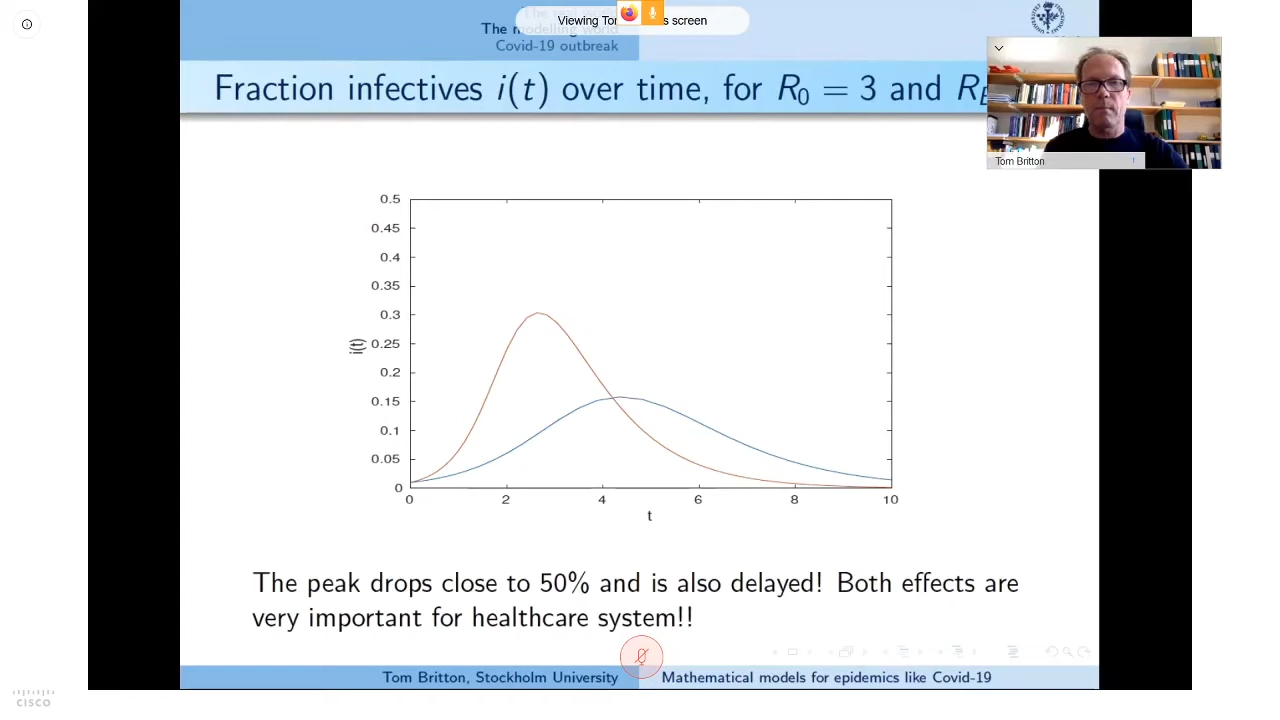 Viewing Tor s screen
The modelling world
Covid-19 outbreak
Fraction infectives i(t) over time, for R₀ = 3 and R
Tom Britton
0.5
0.45
0.4
0.35
0.3
0.25
0.2
0.15
0.1
0.05
0
i(t)
0 2 4 6 8 10
t
The peak drops close to 50% and is also delayed! Both effects are
very important for healthcare system!!
Tom Britton, Stockholm University
Mathematical models for epidemics like Covid-19
CISCO